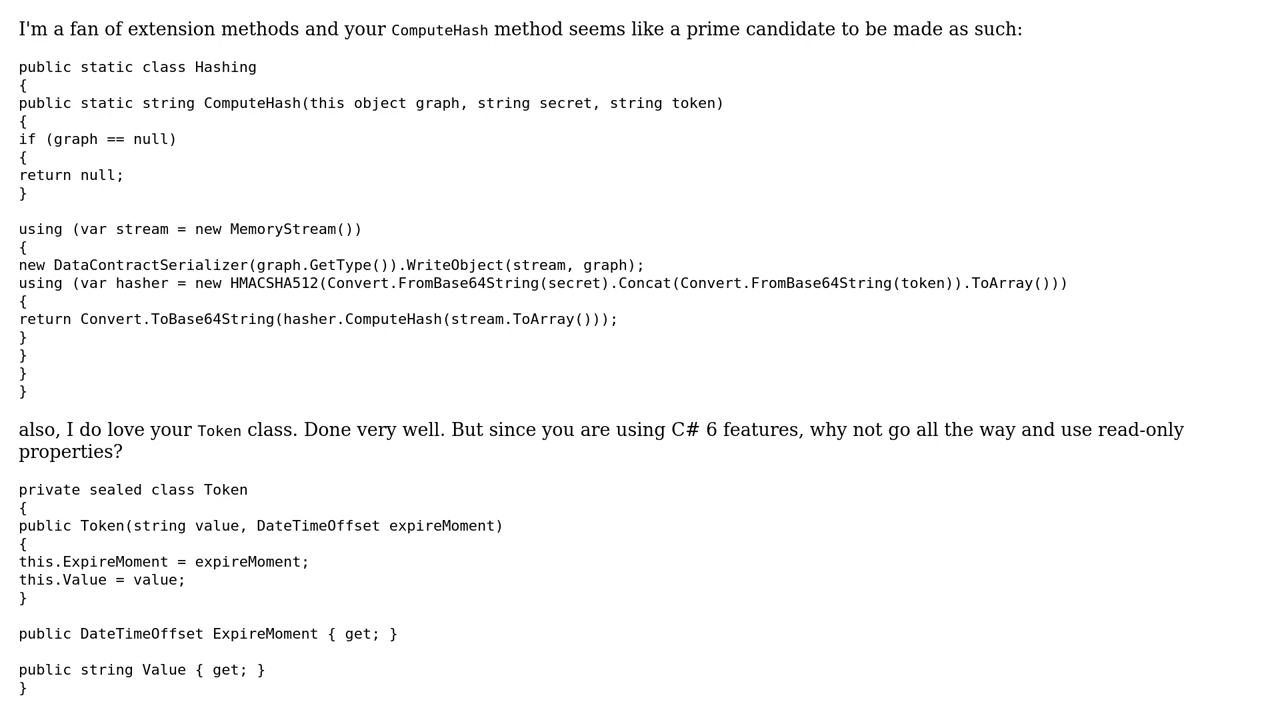 I'm a fan of extension methods and your ComputeHash method seems like a prime candidate to be made as such:
public static class Hashing
{
public static string ComputeHash(this object graph, string secret, string token)
{
if (graph == null)
{
return null;
}
using (var stream = new MemoryStream())
{
new DataContractSerializer(graph.GetType()).WriteObject(stream, graph);
using (var hasher = new HMACSHA512(Convert.FromBase64String(secret).Concat(Convert.FromBase64String(token)).ToArray()))
{
return Convert.ToBase64String(hasher.ComputeHash(stream.ToArray()));
}
}
}
}
also, I do love your Token class. Done very well. But since you are using C# 6 features, why not go all the way and use read-only
properties?
private sealed class Token
{
public Token(string value, DateTimeOffset expireMoment)
{
this.ExpireMoment = expireMoment;
this.Value = value;
}
public DateTimeOffset ExpireMoment { get; }
public string Value { get; }
}